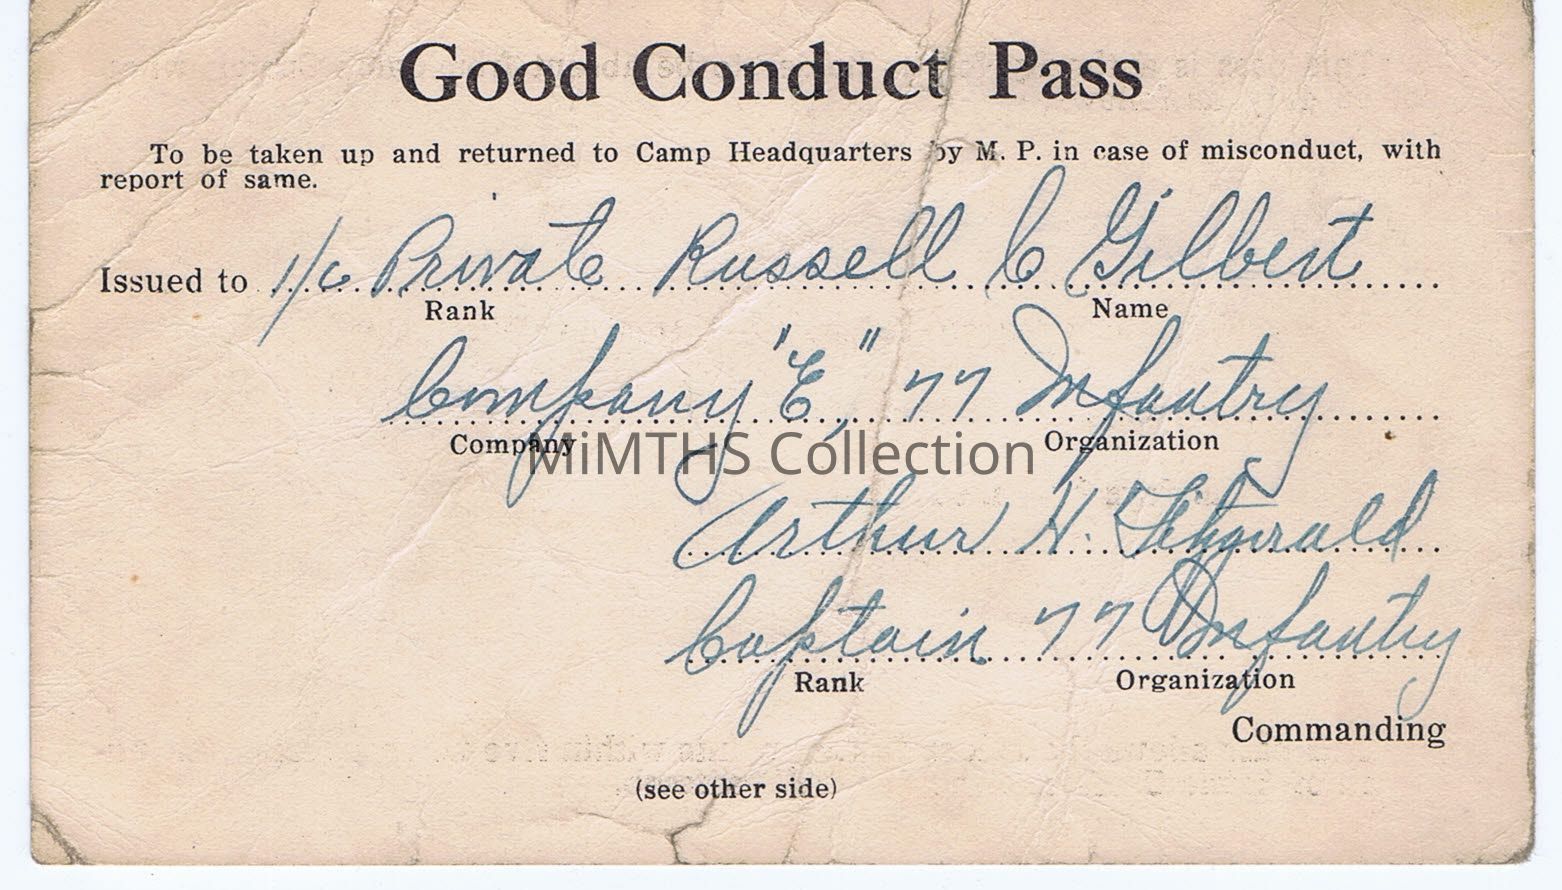 Good Conduct Pass
To be taken up and returned to Camp Headquarters by M. P. in case of misconduct, with
report of same.
Issued to 1/c Private Russell C Gilbert
Rank Name
Company "E", 77 Infantry
Company Organization
MiMTHS Collection
Arthur H. Fitzgerald
Captain 77 Infantry
Rank Organization
Commanding
(see other side)